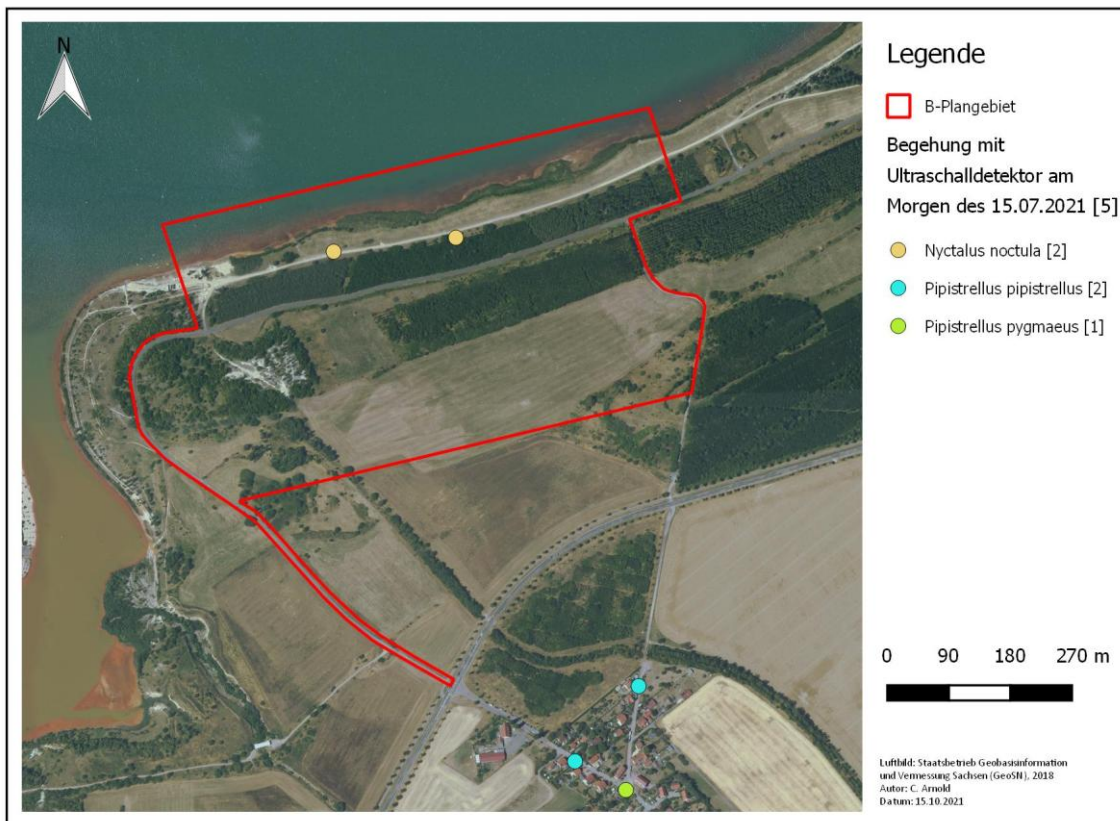 N
Legende
B-Plangebiet
Begehung mit
Ultraschalldetektor am
Morgen des 15.07.2021 [5]
Nyctalus noctula [2]
Pipistrellus pipistrellus [2]
Pipistrellus pygmaeus [1]
0 90 180 270 m
Luftbild: Staatsbetrieb Geobasisinformation
und Vermessung Sachsen (GeoSN), 2018
Autor: C. Arnold
Datum: 15.10.2021